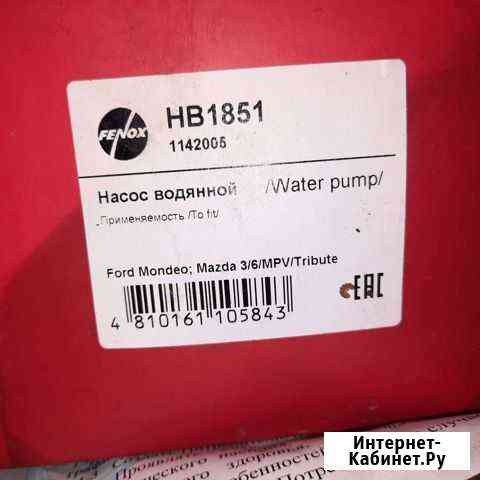 FENOX
HB1851
1142005
Насос водянной /Water pump/
Применяемость /To fit/
Ford Mondeo; Mazda 3/6/MPV/Tribute
4 810161 105843
EAC
Интернет-
Кабинет.Ру